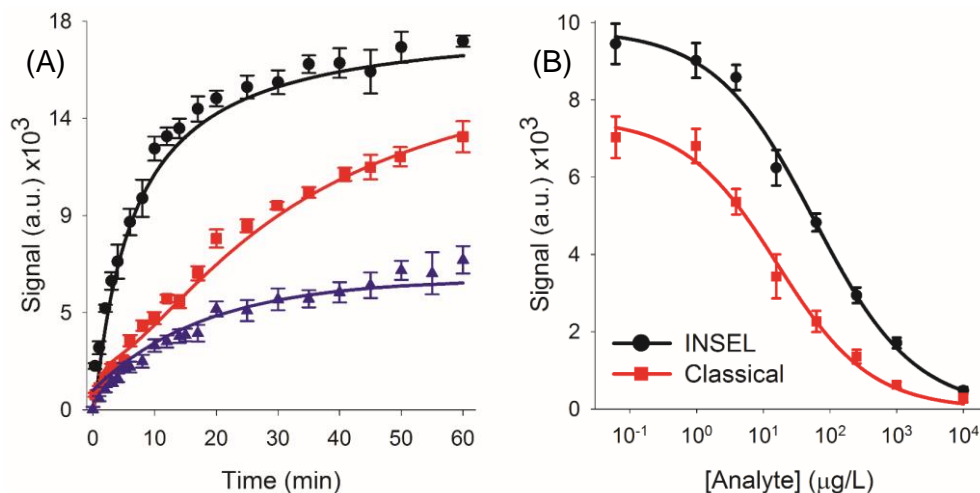 (A)
Signal (a.u.) x10³
18
14
9
5
0
0 10 20 30 40 50 60
Time (min)
(B)
Signal (a.u.) x10³
10
8
6
4
2
0
INSEL
Classical
10⁻¹ 10⁰ 10¹ 10² 10³ 10⁴
[Analyte] (μg/L)